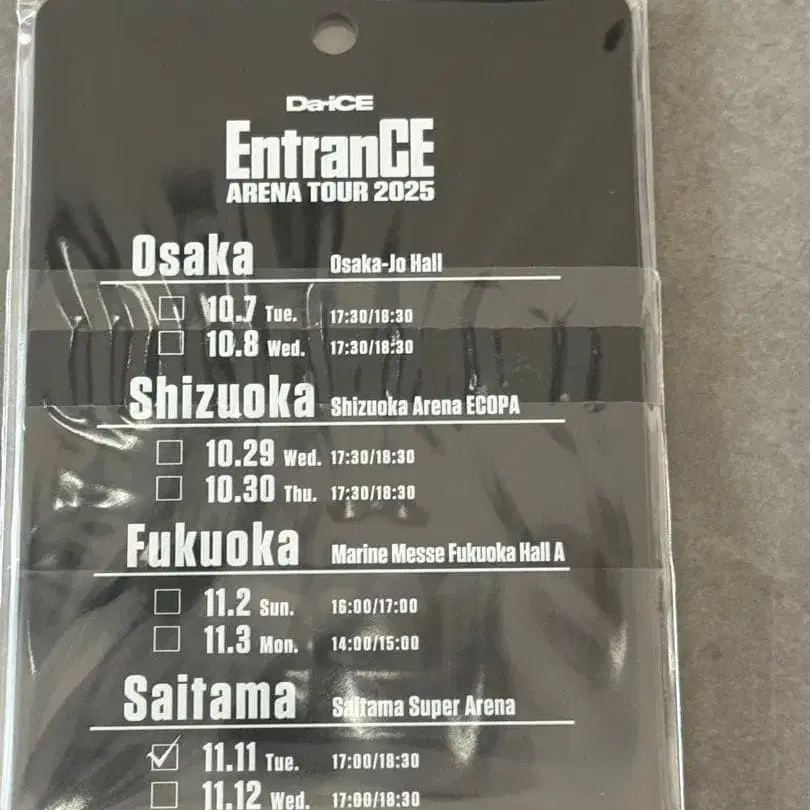 Da-iCE
EntranCE
ARENA TOUR 2025
Osaka Osaka-Jo Hall
10.7 Tue. 17:30/18:30
10.8 Wed. 17:30/18:30
Shizuoka Shizuoka Arena ECOPA
10.29 Wed. 17:30/18:30
10.30 Thu. 17:30/18:30
Fukuoka Marine Messe Fukuoka Hall A
11.2 Sun. 16:00/17:00
11.3 Mon. 14:00/15:00
Saitama Saitama Super Arena
11.11 Tue. 17:00/18:30
11.12 Wed. 17:00/18:30